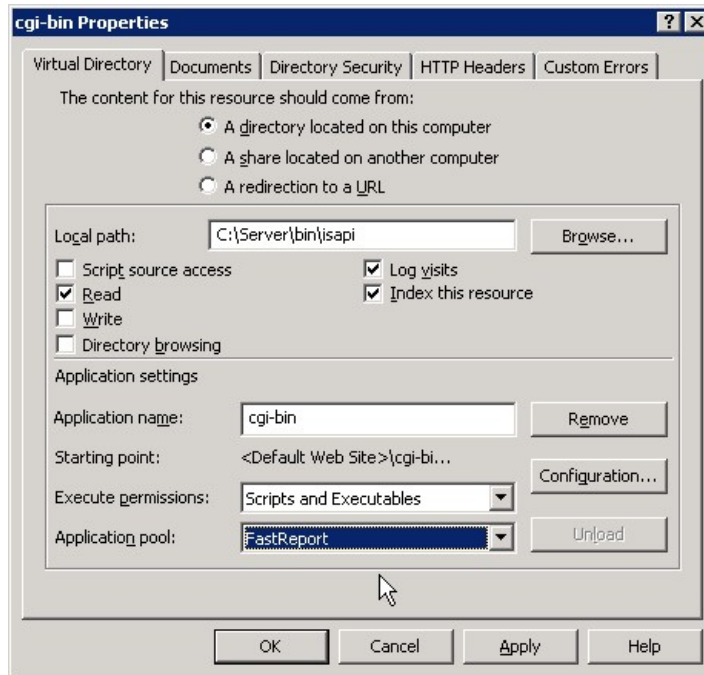 cgi-bin Properties
Virtual Directory Documents Directory Security HTTP Headers Custom Errors
The content for this resource should come from:
A directory located on this computer
A share located on another computer
A redirection to a URL
Local path: C:\Server\bin\isapi Browse...
Script source access Log visits
Read Index this resource
Write
Directory browsing
Application settings
Application name: cgi-bin Remove
Starting point: <Default Web Site>\cgi-bi...
Configuration...
Execute permissions: Scripts and Executables
Application pool: FastReport Unload
OK Cancel Apply Help